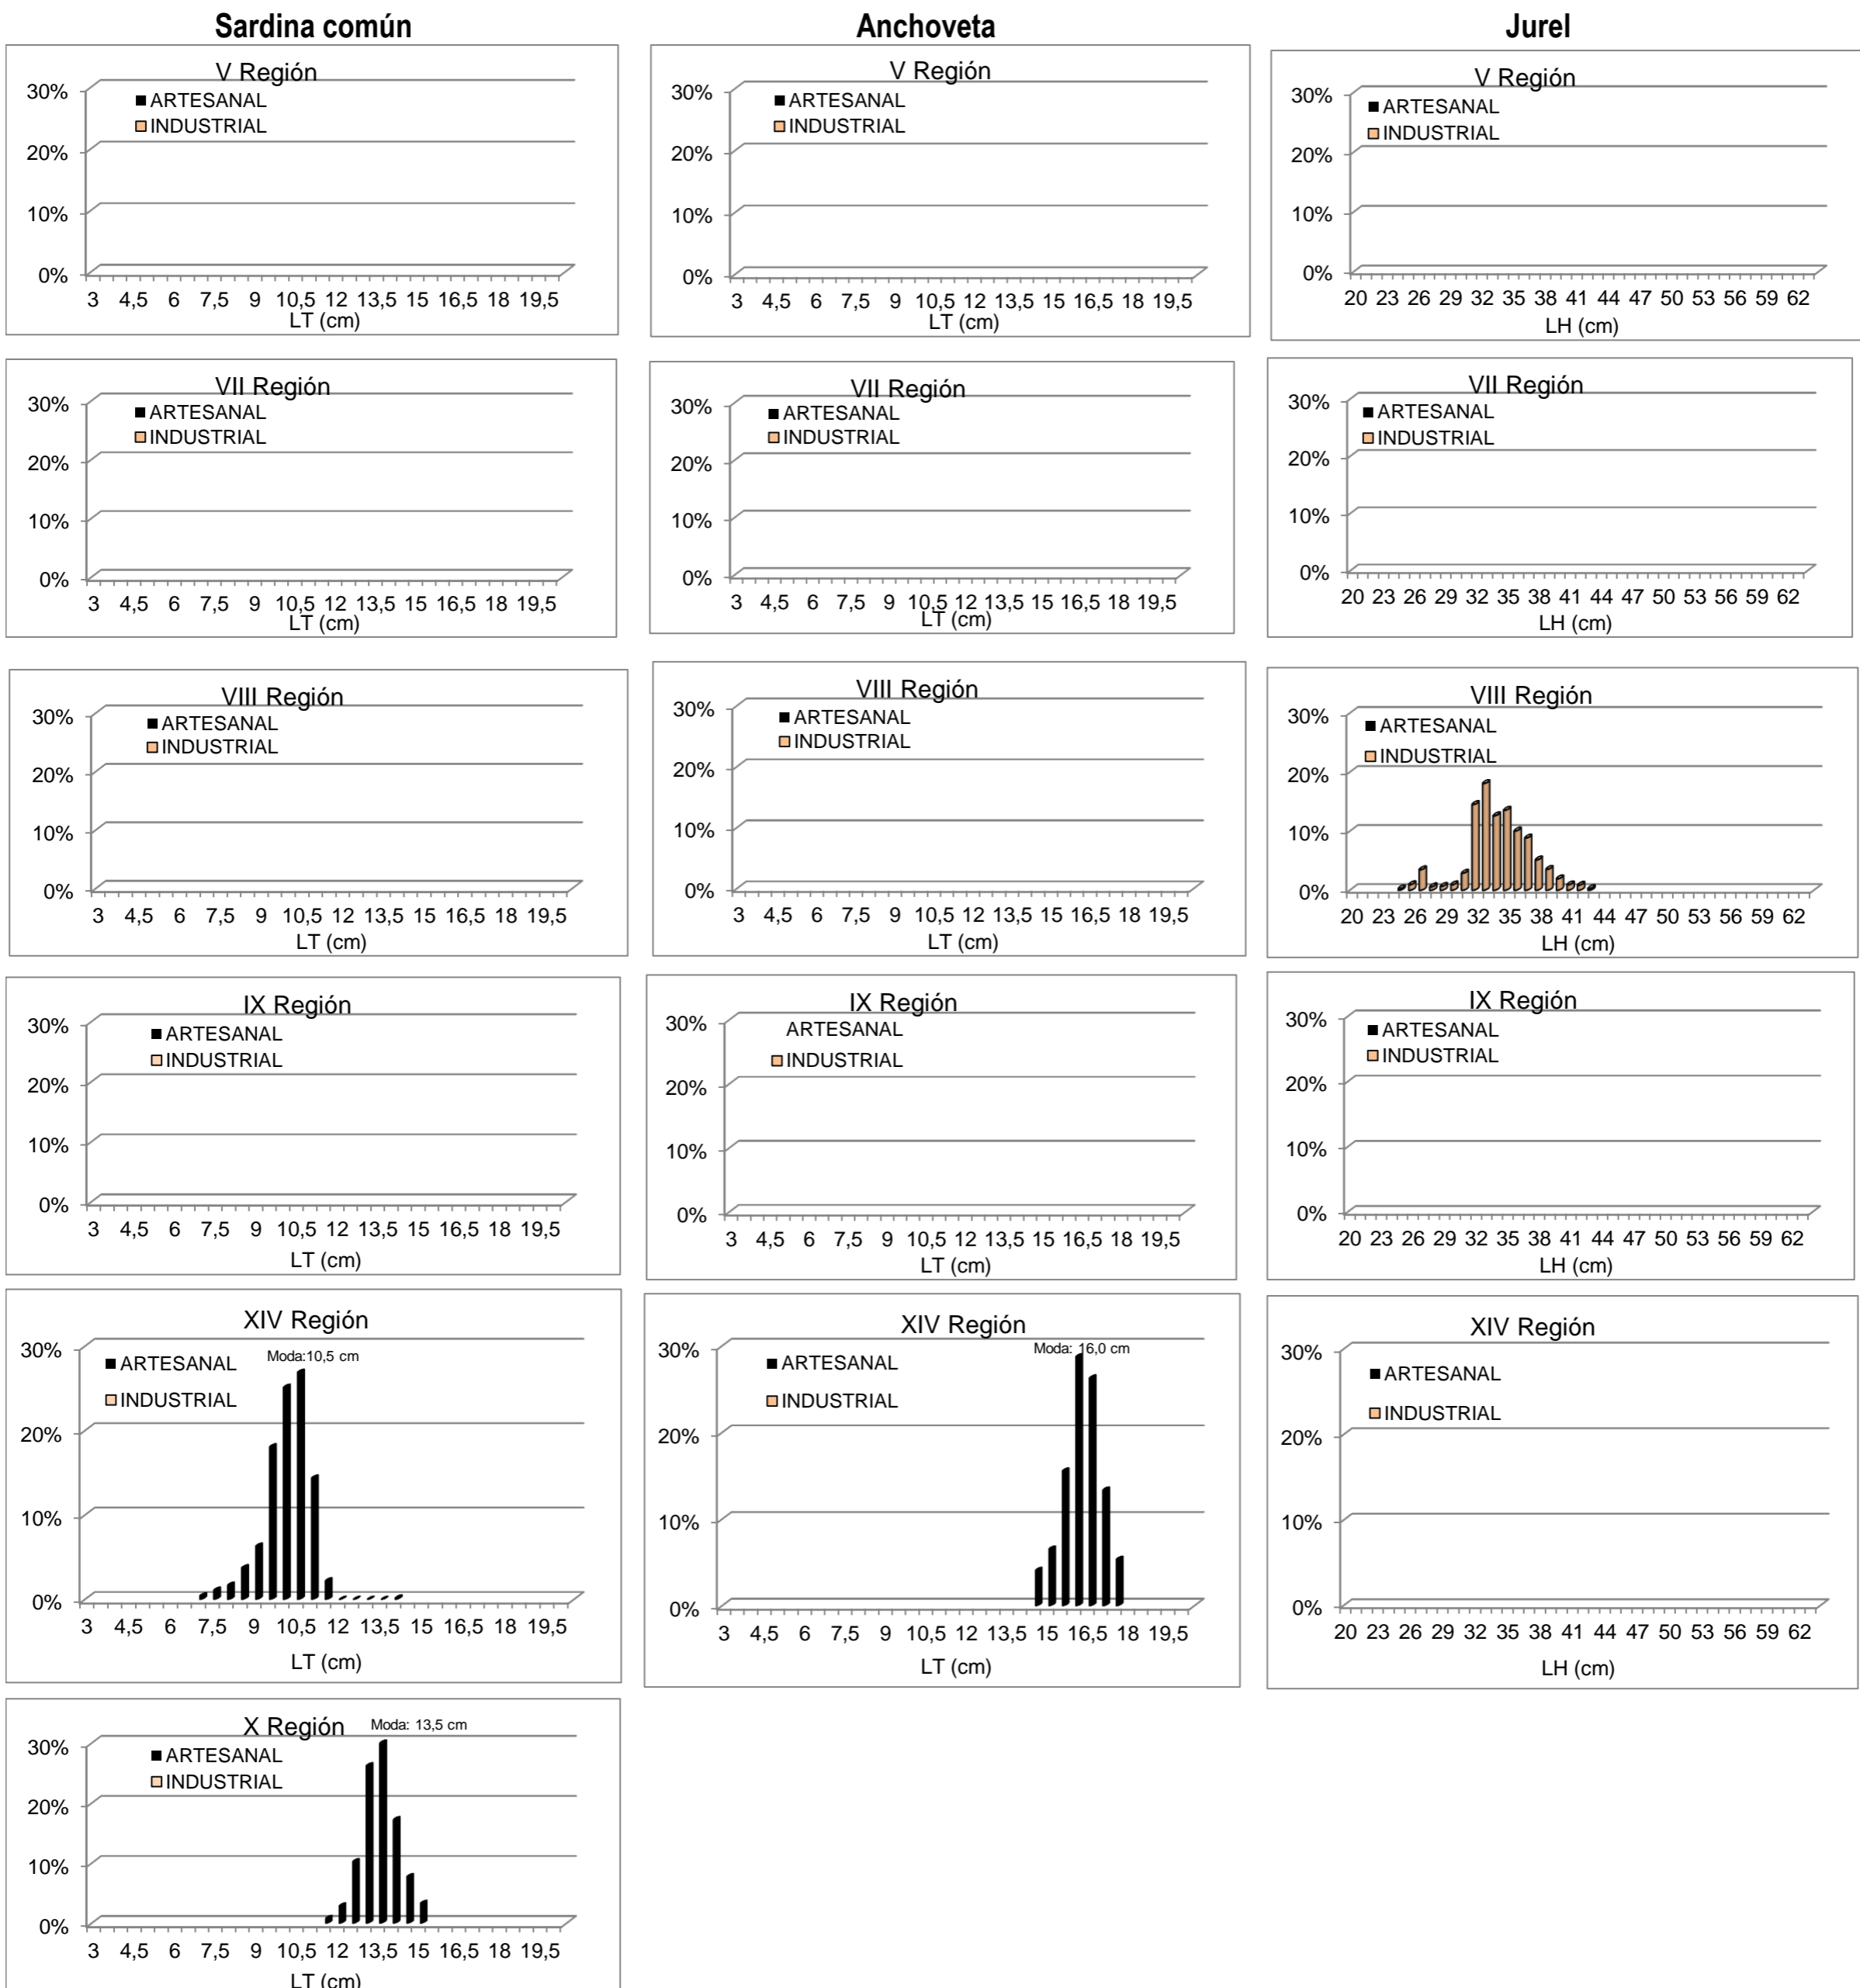 Sardina común
Anchoveta
Jurel
V Región
30%
20%
10%
0%
ARTESANAL
INDUSTRIAL
3 4,5 6 7,5 9 10,5 12 13,5 15 16,5 18 19,5
LT (cm)
V Región
30%
20%
10%
0%
ARTESANAL
INDUSTRIAL
3 4,5 6 7,5 9 10,5 12 13,5 15 16,5 18 19,5
LT (cm)
V Región
30%
20%
10%
0%
ARTESANAL
INDUSTRIAL
20 23 26 29 32 35 38 41 44 47 50 53 56 59 62
LH (cm)
VII Región
30%
20%
10%
0%
ARTESANAL
INDUSTRIAL
3 4,5 6 7,5 9 10,5 12 13,5 15 16,5 18 19,5
LT (cm)
VII Región
30%
20%
10%
0%
ARTESANAL
INDUSTRIAL
3 4,5 6 7,5 9 10,5 12 13,5 15 16,5 18 19,5
LT (cm)
VII Región
30%
20%
10%
0%
ARTESANAL
INDUSTRIAL
20 23 26 29 32 35 38 41 44 47 50 53 56 59 62
LH (cm)
VIII Región
30%
20%
10%
0%
ARTESANAL
INDUSTRIAL
3 4,5 6 7,5 9 10,5 12 13,5 15 16,5 18 19,5
LT (cm)
VIII Región
30%
20%
10%
0%
ARTESANAL
INDUSTRIAL
3 4,5 6 7,5 9 10,5 12 13,5 15 16,5 18 19,5
LT (cm)
VIII Región
30%
20%
10%
0%
ARTESANAL
INDUSTRIAL
20 23 26 29 32 35 38 41 44 47 50 53 56 59 62
LH (cm)
IX Región
30%
20%
10%
0%
ARTESANAL
INDUSTRIAL
3 4,5 6 7,5 9 10,5 12 13,5 15 16,5 18 19,5
LT (cm)
IX Región
30%
20%
10%
0%
ARTESANAL
INDUSTRIAL
3 4,5 6 7,5 9 10,5 12 13,5 15 16,5 18 19,5
LT (cm)
IX Región
30%
20%
10%
0%
ARTESANAL
INDUSTRIAL
20 23 26 29 32 35 38 41 44 47 50 53 56 59 62
LH (cm)
XIV Región
30%
20%
10%
0%
Moda:10,5 cm
ARTESANAL
INDUSTRIAL
3 4,5 6 7,5 9 10,5 12 13,5 15 16,5 18 19,5
LT (cm)
XIV Región
30%
20%
10%
0%
Moda: 16,0 cm
ARTESANAL
INDUSTRIAL
3 4,5 6 7,5 9 10,5 12 13,5 15 16,5 18 19,5
LT (cm)
XIV Región
30%
20%
10%
0%
ARTESANAL
INDUSTRIAL
20 23 26 29 32 35 38 41 44 47 50 53 56 59 62
LH (cm)
X Región
Moda: 13,5 cm
30%
20%
10%
0%
ARTESANAL
INDUSTRIAL
3 4,5 6 7,5 9 10,5 12 13,5 15 16,5 18 19,5
LT (cm)